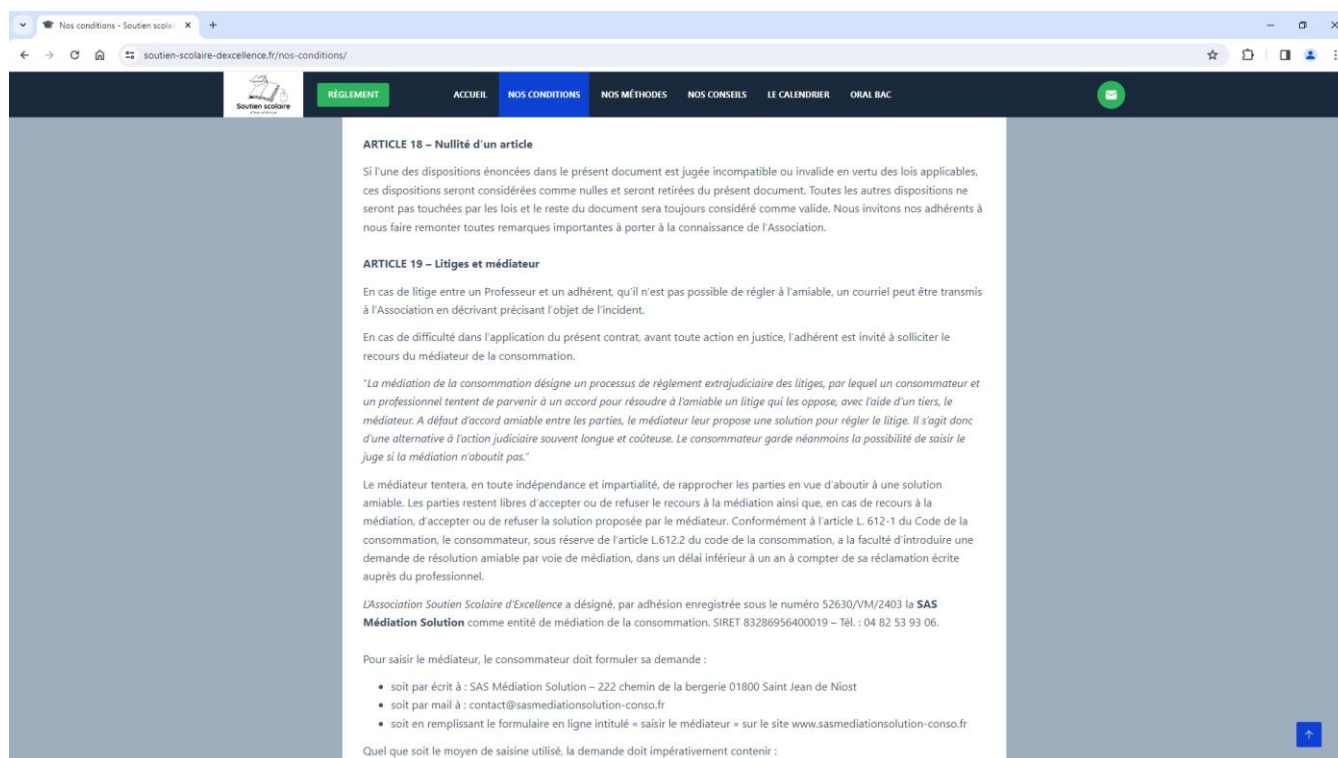 Nos conditions - Soutien scola
soutien-scolaire-dexcellence.fr/nos-conditions/
Soutien scolaire
RÈGLEMENT
ACCUEIL
NOS CONDITIONS
NOS MÉTHODES
NOS CONSEILS
LE CALENDRIER
ORAL BAC
ARTICLE 18 – Nullité d'un article
Si l'une des dispositions énoncées dans le présent document est jugée incompatible ou invalide en vertu des lois applicables,
ces dispositions seront considérées comme nulles et seront retirées du présent document. Toutes les autres dispositions ne
seront pas touchées par les lois et le reste du document sera toujours considéré comme valide. Nous invitons nos adhérents à
nous faire remonter toutes remarques importantes à porter à la connaissance de l'Association.
ARTICLE 19 – Litiges et médiateur
En cas de litige entre un Professeur et un adhérent, qu'il n'est pas possible de régler à l'amiable, un courriel peut être transmis
à l'Association en décrivant précisant l'objet de l'incident.
En cas de difficulté dans l'application du présent contrat, avant toute action en justice, l'adhérent est invité à solliciter le
recours du médiateur de la consommation.
"La médiation de la consommation désigne un processus de règlement extrajudiciaire des litiges, par lequel un consommateur et
un professionnel tentent de parvenir à un accord pour résoudre à l'amiable un litige qui les oppose, avec l'aide d'un tiers, le
médiateur. A défaut d'accord amiable entre les parties, le médiateur leur propose une solution pour régler le litige. Il s'agit donc
d'une alternative à l'action judiciaire souvent longue et coûteuse. Le consommateur garde néanmoins la possibilité de saisir le
juge si la médiation n'aboutit pas."
Le médiateur tentera, en toute indépendance et impartialité, de rapprocher les parties en vue d'aboutir à une solution
amiable. Les parties restent libres d'accepter ou de refuser le recours à la médiation ainsi que, en cas de recours à la
médiation, d'accepter ou de refuser la solution proposée par le médiateur. Conformément à l'article L. 612-1 du Code de la
consommation, le consommateur, sous réserve de l'article L.612.2 du code de la consommation, a la faculté d'introduire une
demande de résolution amiable par voie de médiation, dans un délai inférieur à un an à compter de sa réclamation écrite
auprès du professionnel.
L'Association Soutien Scolaire d'Excellence a désigné, par adhésion enregistrée sous le numéro 52630/VM/2403 la SAS
Médiation Solution comme entité de médiation de la consommation. SIRET 83286956400019 – Tél. : 04 82 53 93 06.
Pour saisir le médiateur, le consommateur doit formuler sa demande :
• soit par écrit à : SAS Médiation Solution – 222 chemin de la bergerie 01800 Saint Jean de Niost
• soit par mail à : contact@sasmediationsolution-conso.fr
• soit en remplissant le formulaire en ligne intitulé « saisir le médiateur » sur le site www.sasmediationsolution-conso.fr
Quel que soit le moyen de saisine utilisé, la demande doit impérativement contenir :